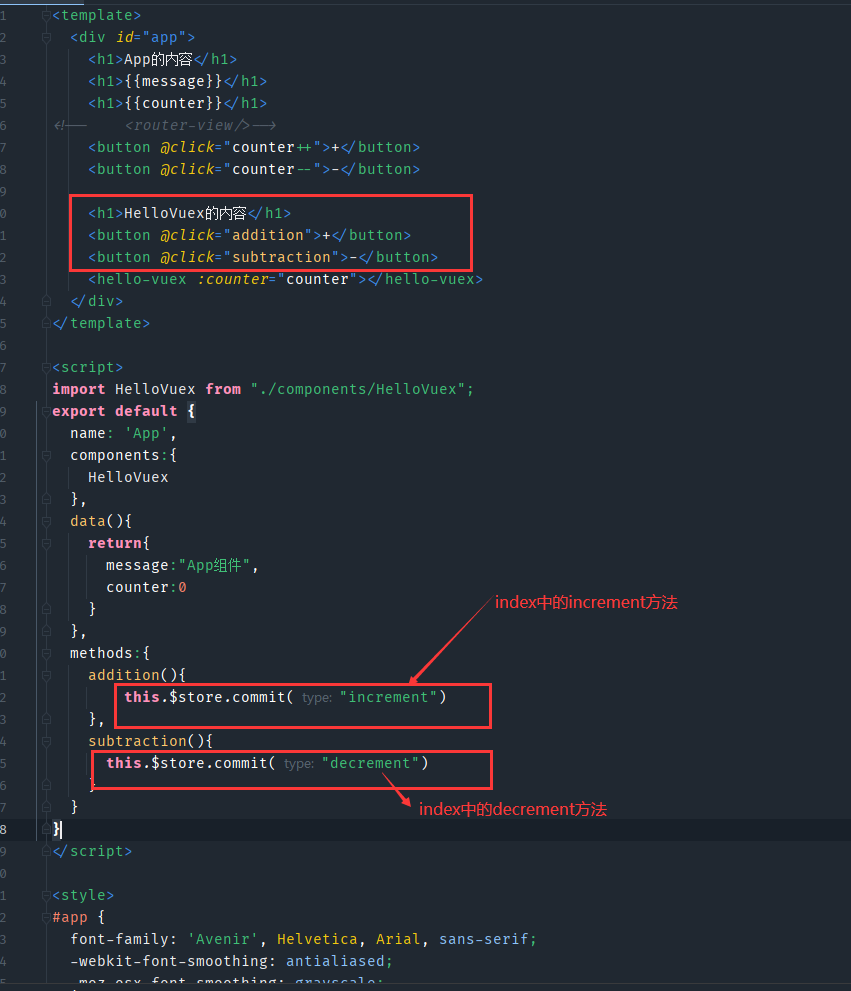 1 <template>
2 <div id="app">
3 <h1>App的内容</h1>
4 <h1>{{message}}</h1>
5 <h1>{{counter}}</h1>
6 <!-- <router-view/>-->
7 <button @click="counter++">+</button>
8 <button @click="counter--">-</button>
9
0 <h1>HelloVuex的内容</h1>
1 <button @click="addition">+</button>
2 <button @click="subtraction">-</button>
3 <hello-vuex :counter="counter"></hello-vuex>
4 </div>
5 </template>
6
7 <script>
8 import HelloVuex from "./components/HelloVuex";
9 export default {
0 name: 'App',
1 components:{
2 HelloVuex
3 },
4 data(){
5 return{
6 message:"App组件",
7 counter:0
index中的increment方法
8 }
9 },
0 methods:{
1 addition(){
2 this.$store.commit( type: "increment")
3 },
4 subtraction(){
5 this.$store.commit( type: "decrement")
6 }
7 }
index中的decrement方法
8 }
9 </script>
0
1 <style>
2 #app {
3 font-family: 'Avenir', Helvetica, Arial, sans-serif;
4 -webkit-font-smoothing: antialiased;
5 -moz-osx-font-smoothing: grayscale;